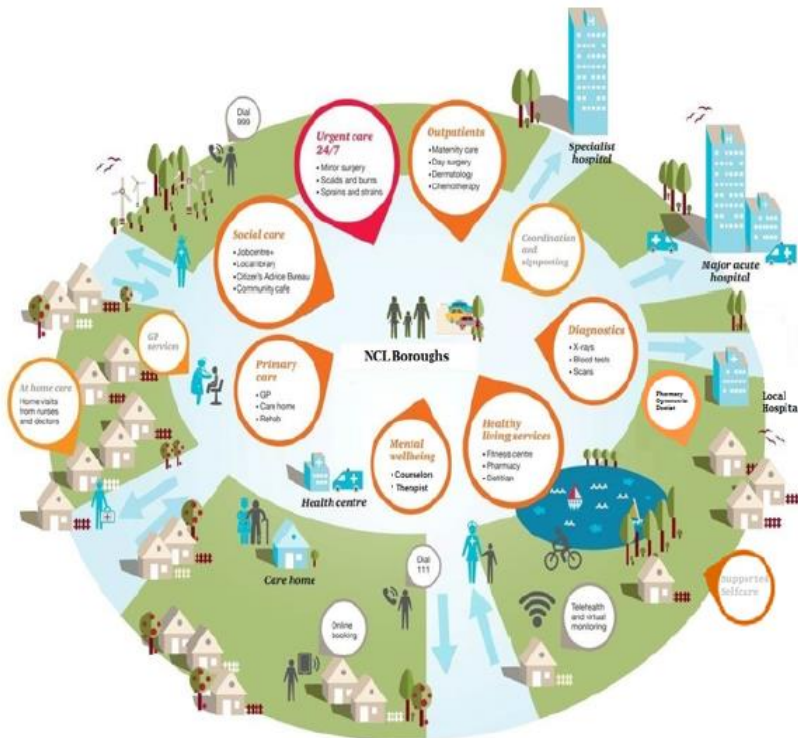 Dial
999
Urgent care
24/7
• Minor surgery
• Scalds and burns
• Sprains and strains
Outpatients
• Maternity care
• Day surgery
• Dermatology
• Chemotherapy
Specialist
hospital
Social care
• Jobcentre+
• Local library
• Citizen's Advice Bureau
• Community cafe
Coordination
and
signposting
Major acute
hospital
GP
services
NCL Boroughs
Diagnostics
• X-rays
• Blood tests
• Scans
At home care
Home visits
from nurses
and doctors
Primary
care
• GP
• Care home
• Rehab
Pharmacy
Dentist
Local
Hospita
Mental
wellbeing
• Counselors
• Therapist
Healthy
living services
• Fitness centre
• Pharmacy
• Dietitian
Health centre
Care home
Dial
111
Supported
Selfcare
Online
booking
Telehealth
and virtual
monitoring